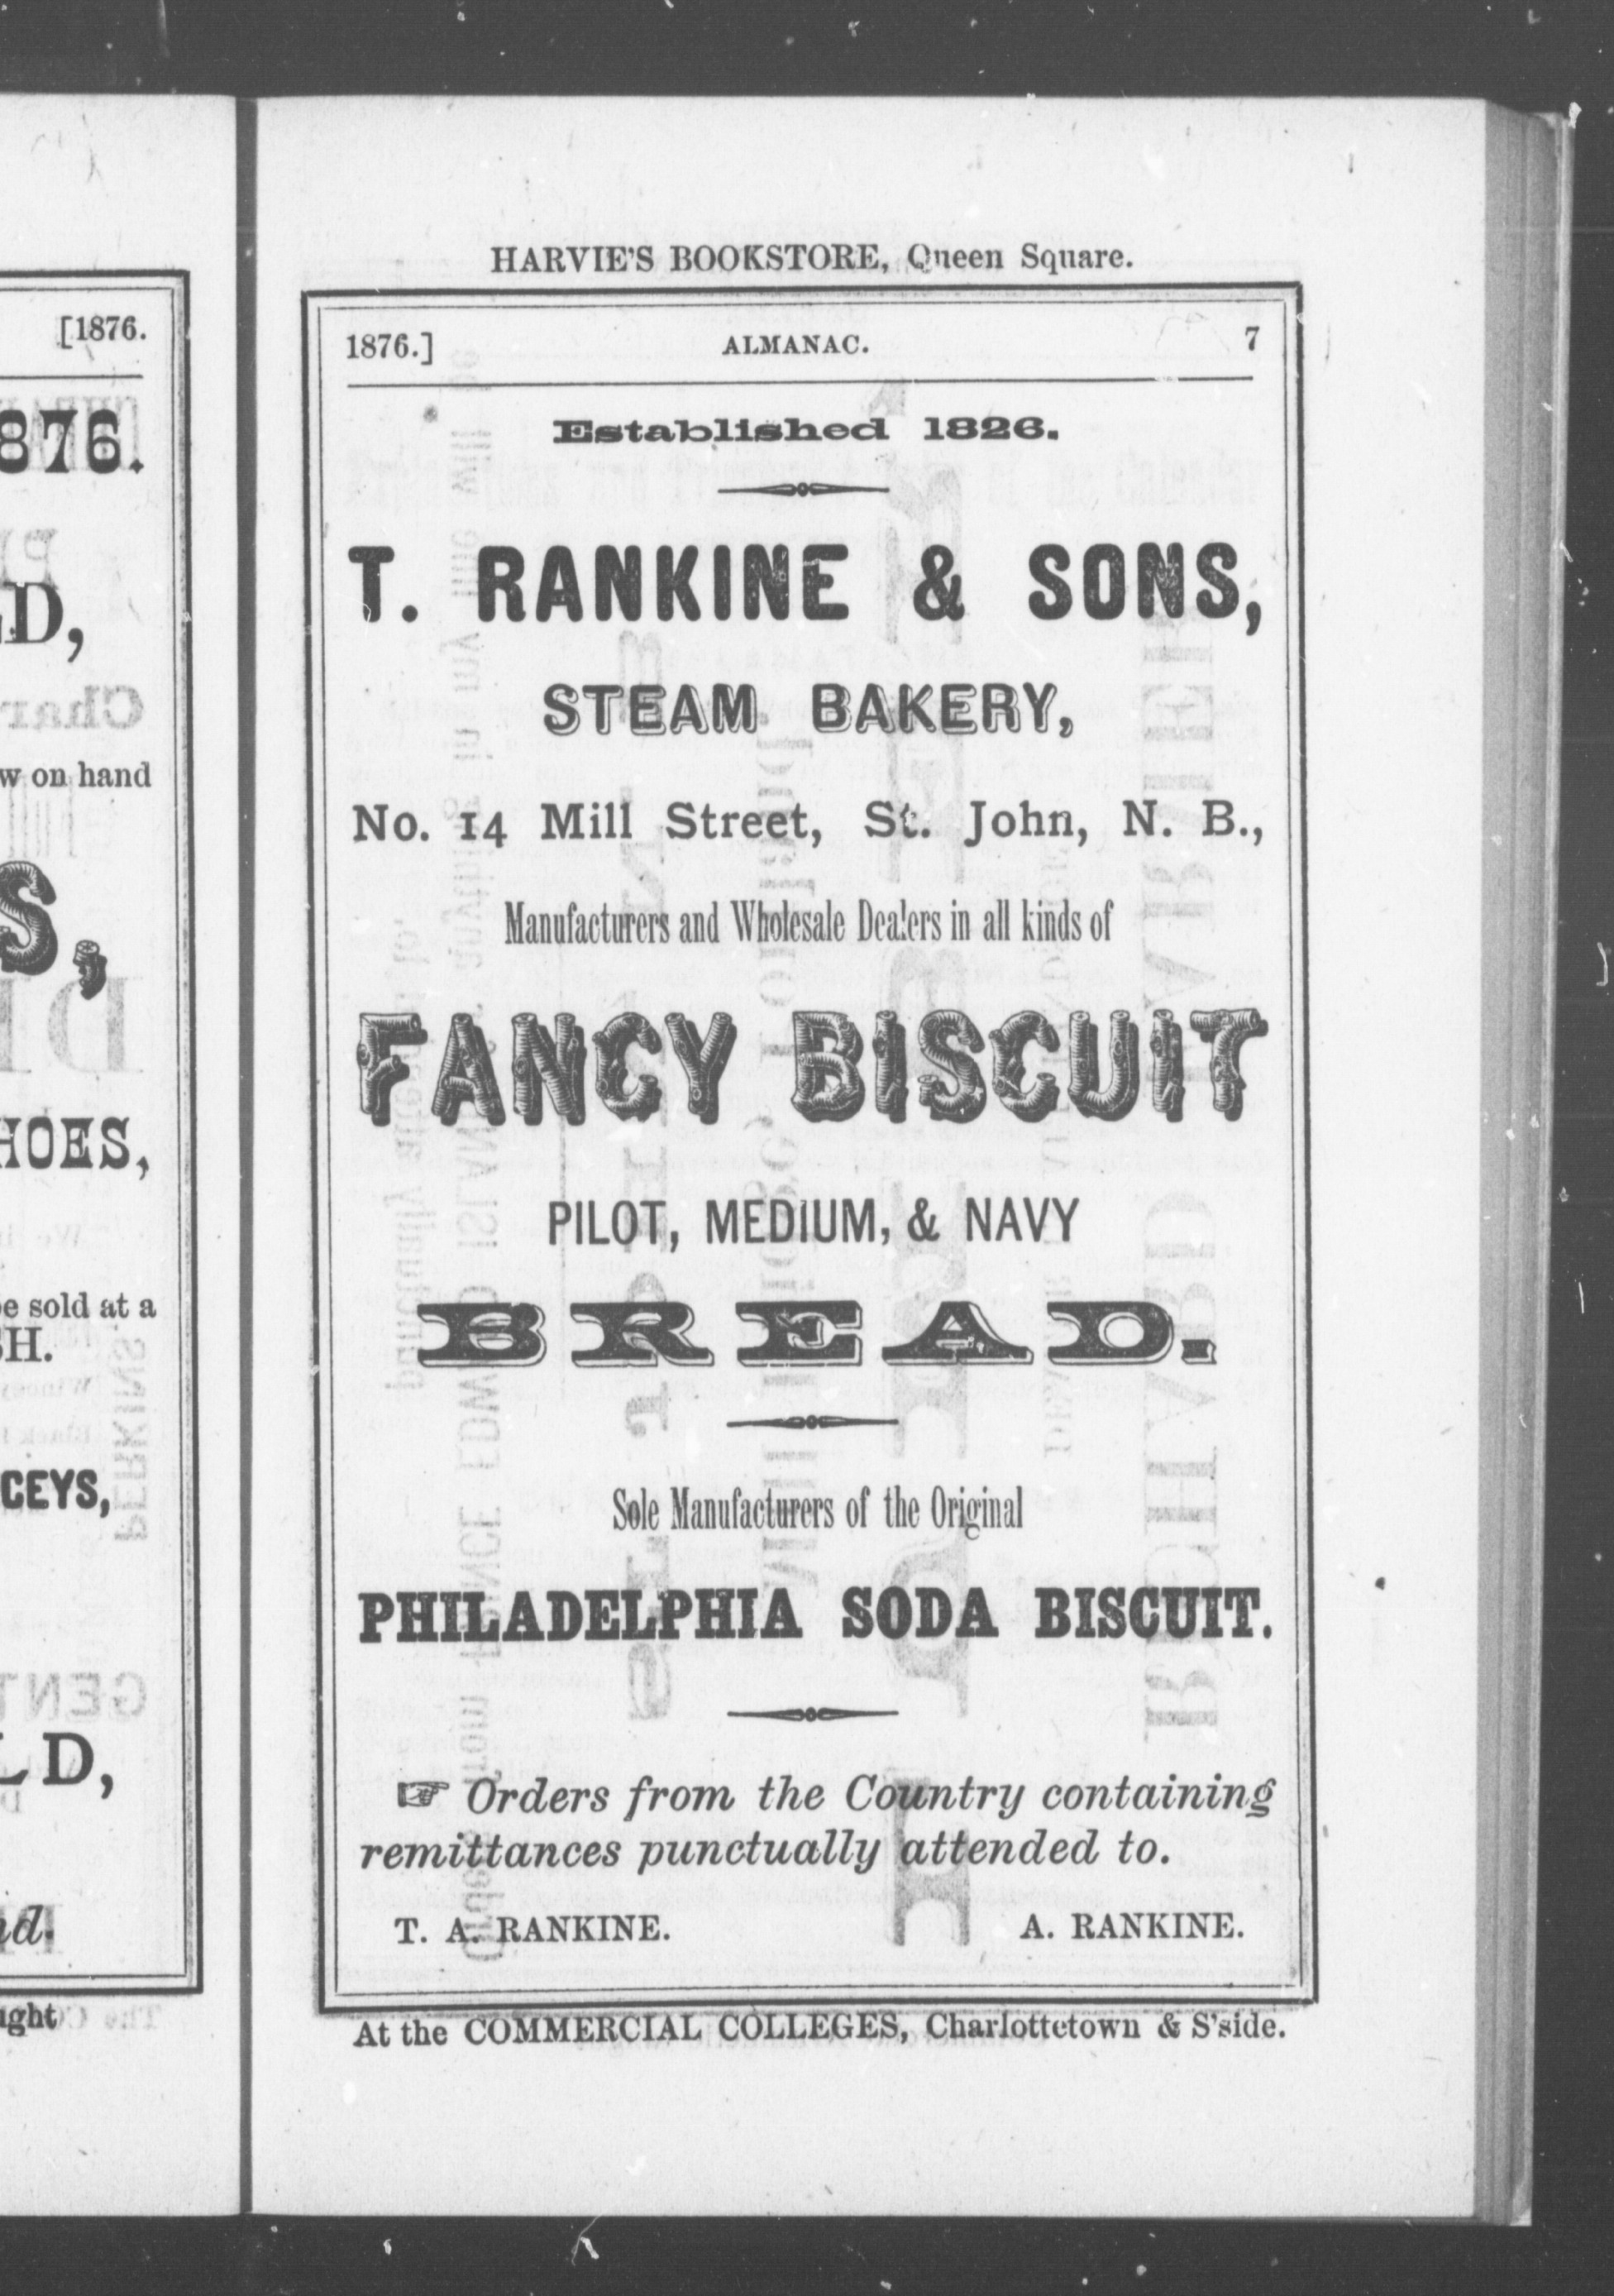 [1876.
876.
D,
w on hand
S,
HOES,
be sold at a
H.
CEYS,
LD,
d.
ught
HARVIE'S BOOKSTORE, Queen Square.
1876.] ALMANAC. 7
Established 1826.
T. RANKINE & SONS,
STEAM BAKERY,
No. 14 Mill Street, St. John, N. B.,
Manufacturers and Wholesale Dealers in all kinds of
FANCY BISCUIT
PILOT, MEDIUM, & NAVY
BREAD.
Sole Manufacturers of the Original
PHILADELPHIA SODA BISCUIT.
☞ Orders from the Country containing
remittances punctually attended to.
T. A. RANKINE. A. RANKINE.
At the COMMERCIAL COLLEGES, Charlottetown & S'side.